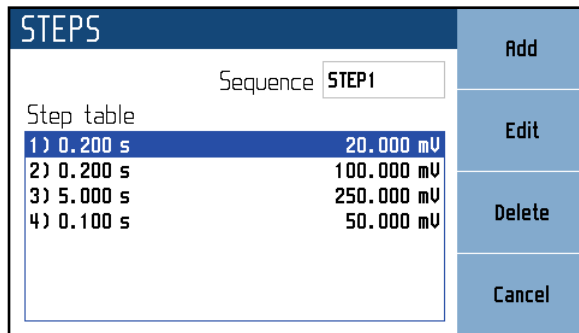 STEPS
Sequence STEP1
Step table
1) 0.200 s 20.000 mV
2) 0.200 s 100.000 mV
3) 5.000 s 250.000 mV
4) 0.100 s 50.000 mV
Add
Edit
Delete
Cancel